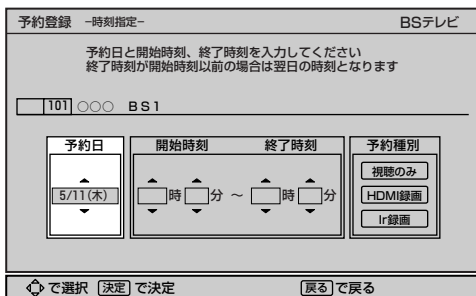 予約登録 −時刻指定− BSテレビ
予約日と開始時刻、終了時刻を入力してください
終了時刻が開始時刻以前の場合は翌日の時刻となります
101 ○○○ BS1
予約日 開始時刻 終了時刻 予約種別
視聴のみ
5/11(木) 時 分 ～ 時 分 HDMI録画
Ir録画
で選択 決定 で決定 戻る で戻る